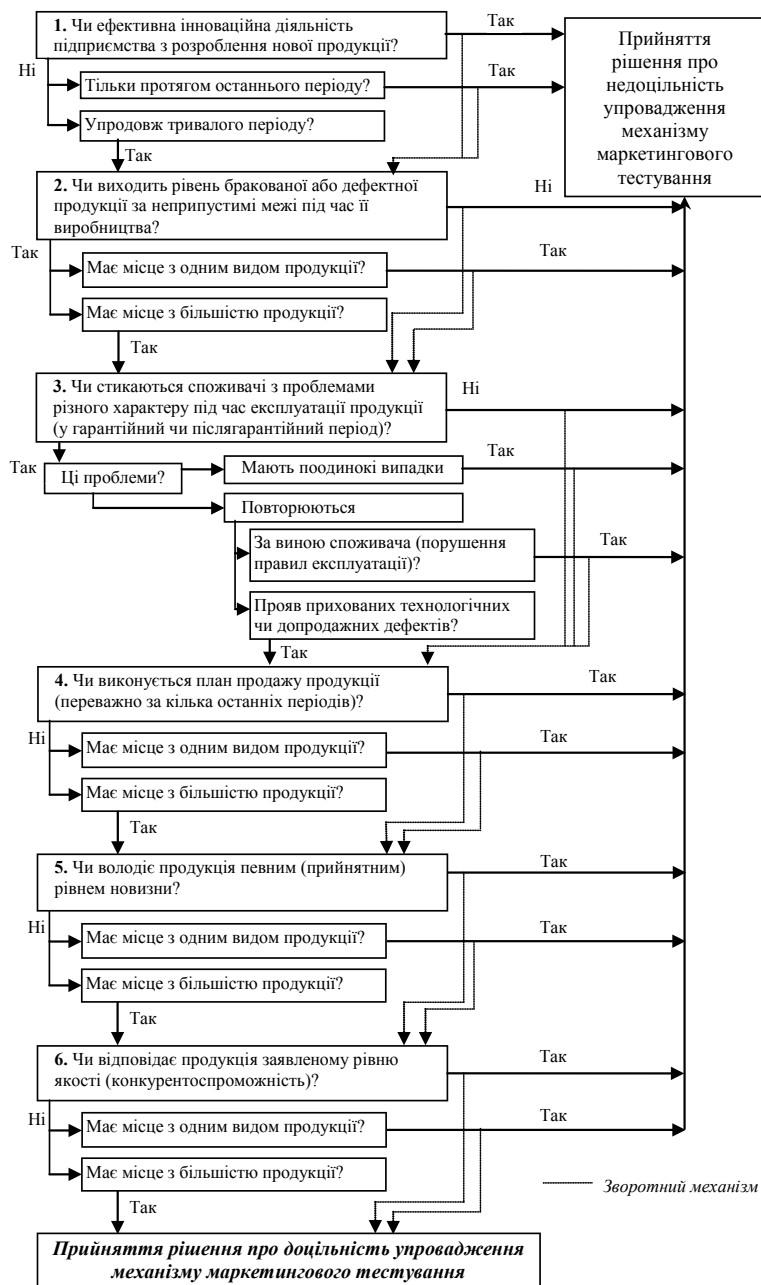 1. Чи ефективна інноваційна діяльність
підприємства з розроблення нової продукції?
Так
Прийняття
рішення про
недоцільність
упровадження
механізму
маркетингового
тестування
Ні
Тільки протягом останнього періоду?
Так
Упродовж тривалого періоду?
Так
2. Чи виходить рівень бракованої або дефектної
продукції за неприпустимі межі під час її
виробництва?
Ні
Так
Має місце з одним видом продукції?
Так
Має місце з більшістю продукції?
Так
3. Чи стикаються споживачі з проблемами
різного характеру під час експлуатації продукції
(у гарантійний чи післягарантійний період)?
Ні
Так
Ці проблеми?
Мають поодинокі випадки
Так
Повторюються
За виною споживача (порушення
правил експлуатації)?
Так
Прояв прихованих технологічних
чи допродажних дефектів?
Так
4. Чи виконується план продажу продукції
(переважно за кілька останніх періодів)?
Так
Ні
Має місце з одним видом продукції?
Так
Має місце з більшістю продукції?
Так
5. Чи володіє продукція певним (прийнятним)
рівнем новизни?
Так
Ні
Має місце з одним видом продукції?
Так
Має місце з більшістю продукції?
Так
6. Чи відповідає продукція заявленому рівню
якості (конкурентоспроможність)?
Так
Ні
Має місце з одним видом продукції?
Так
Має місце з більшістю продукції?
Зворотний механізм
Так
Прийняття рішення про доцільність упровадження
механізму маркетингового тестування